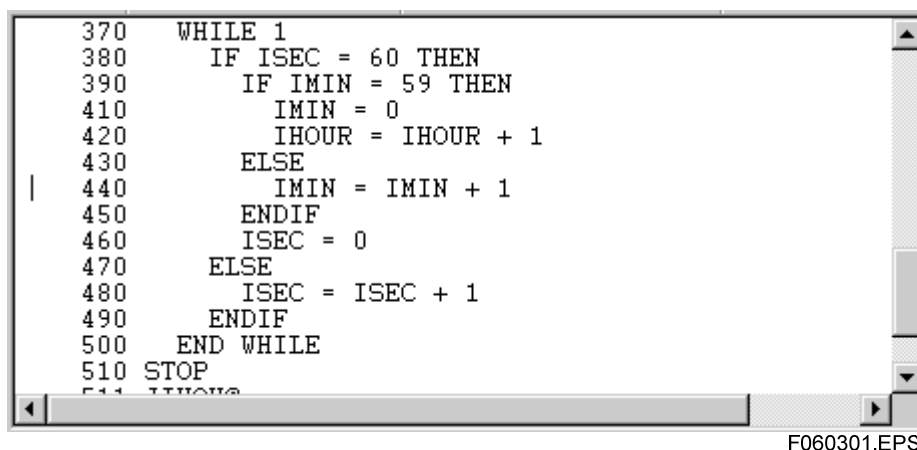 370 WHILE 1
380 IF ISEC = 60 THEN
390 IF IMIN = 59 THEN
410 IMIN = 0
420 IHOUR = IHOUR + 1
430 ELSE
440 IMIN = IMIN + 1
450 ENDIF
460 ISEC = 0
470 ELSE
480 ISEC = ISEC + 1
490 ENDIF
500 END WHILE
510 STOP
F060301.EPS